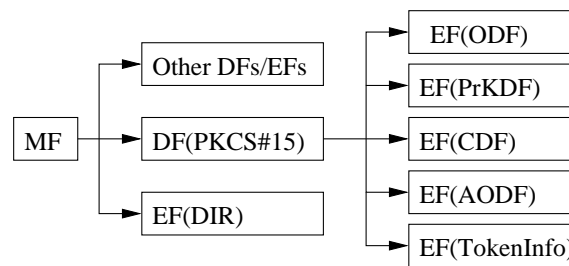 MF
Other DFs/EFs
DF(PKCS#15)
EF(DIR)
EF(ODF)
EF(PrKDF)
EF(CDF)
EF(AODF)
EF(TokenInfo)